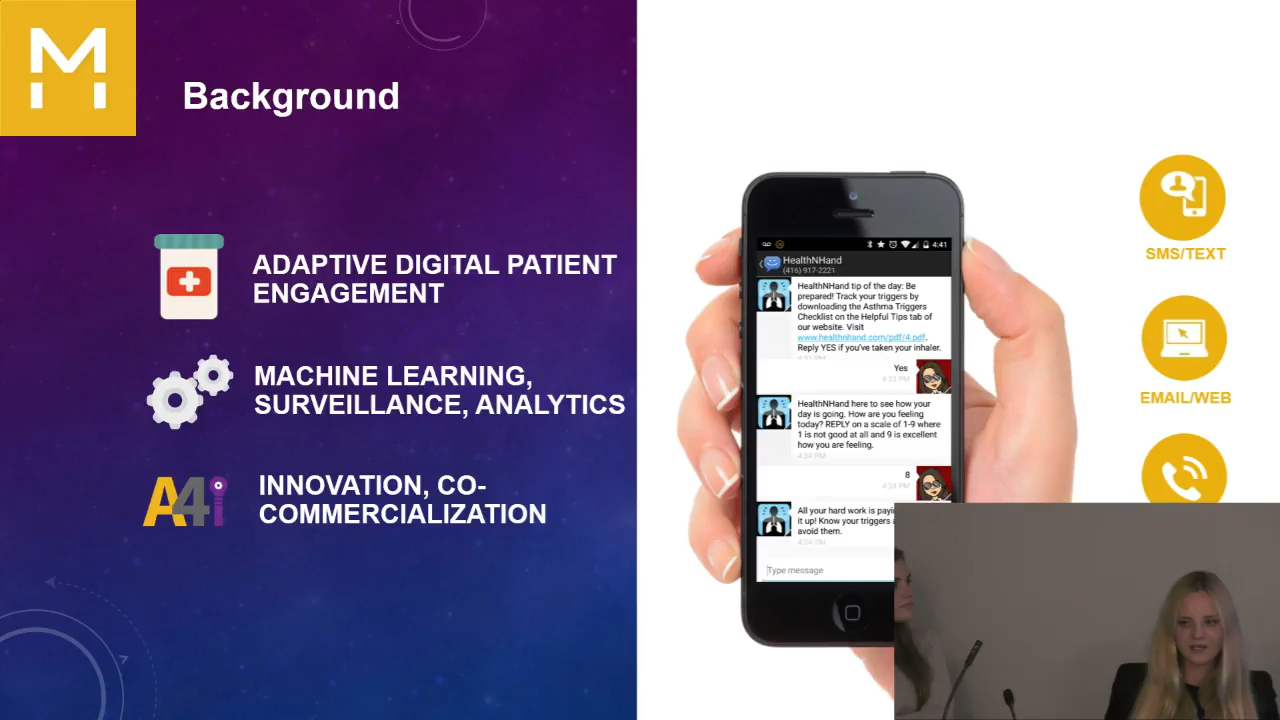 M
Background
ADAPTIVE DIGITAL PATIENT
ENGAGEMENT
MACHINE LEARNING,
SURVEILLANCE, ANALYTICS
A4i
INNOVATION, CO-
COMMERCIALIZATION
4:41
HealthNHand
(416) 917-2221
HealthNHand tip of the day: Be
prepared! Track your triggers by
downloading the Asthma Triggers
Checklist on the Helpful Tips tab of
our website. Visit
www.healthnhand.com/pdf/4.pdf.
Reply YES if you've taken your inhaler.
Yes
4:33 PM
HealthNHand here to see how your
day is going. How are you feeling
today? REPLY on a scale of 1-9 where
1 is not good at all and 9 is excellent
how you are feeling.
4:34 PM
8
4:34 PM
All your hard work is
it up! Know your triggers
avoid them.
4:34 PM
Type message
SMS/TEXT
EMAIL/WEB